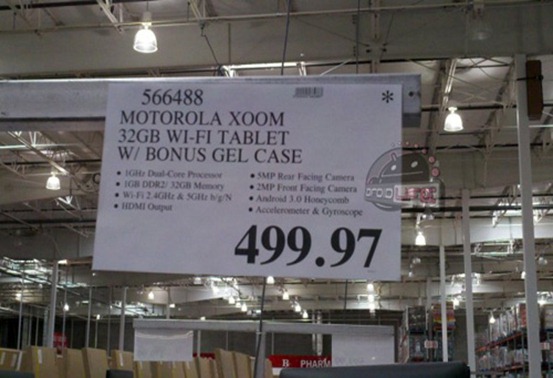 566488
*
MOTOROLA XOOM
32GB WI-FI TABLET
W/ BONUS GEL CASE
• 1GHz Dual-Core Processor
• 1GB DDR2/ 32GB Memory
• Wi-Fi 2.4GHz & 5GHz b/g/N
• HDMI Output
• 5MP Rear Facing Camera
• 2MP Front Facing Camera
• Android 3.0 Honeycomb
• Accelerometer & Gyroscope
499.97
PHARM